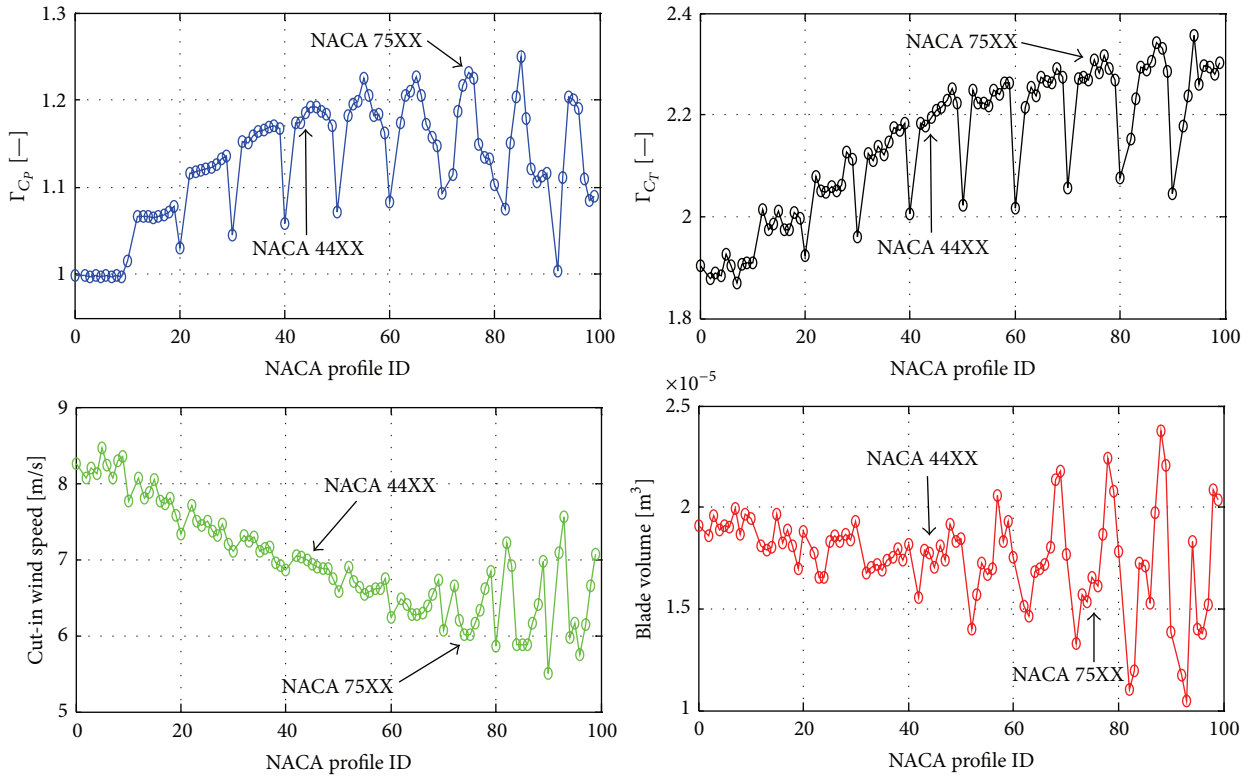 1.3
1.2
1.1
1
Γ_{C_P} [—]
NACA 75XX
NACA 44XX
0 20 40 60 80 100
NACA profile ID
2.4
2.2
2
1.8
Γ_{C_T} [—]
NACA 75XX
NACA 44XX
0 20 40 60 80 100
NACA profile ID
9
8
7
6
5
Cut-in wind speed [m/s]
NACA 44XX
NACA 75XX
0 20 40 60 80 100
NACA profile ID
×10⁻⁵
2.5
2
1.5
1
Blade volume [m³]
NACA 44XX
NACA 75XX
0 20 40 60 80 100
NACA profile ID